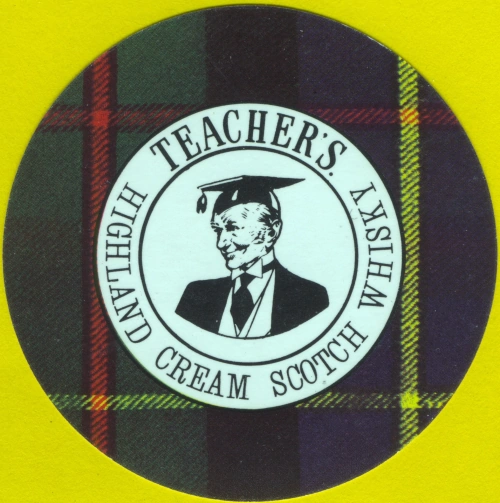 TEACHER'S.
HIGHLAND CREAM SCOTCH WHISKY